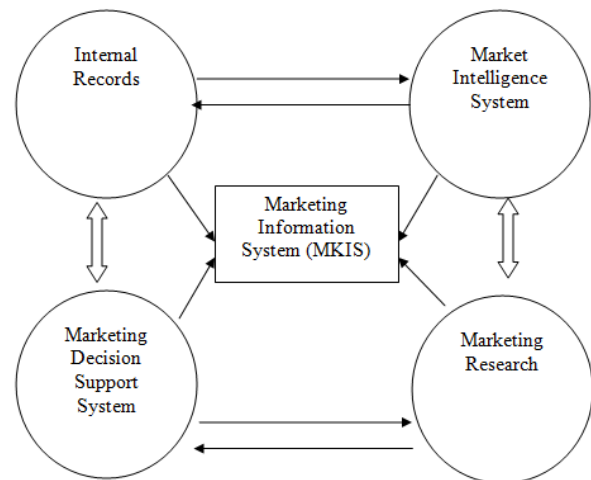 Internal
Records
Market
Intelligence
System
Marketing
Information
System (MKIS)
Marketing
Decision
Support
System
Marketing
Research